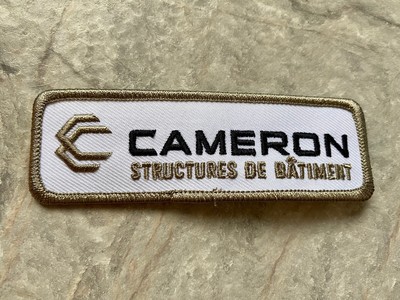 CAMERON
STRUCTURES DE BÂTIMENT